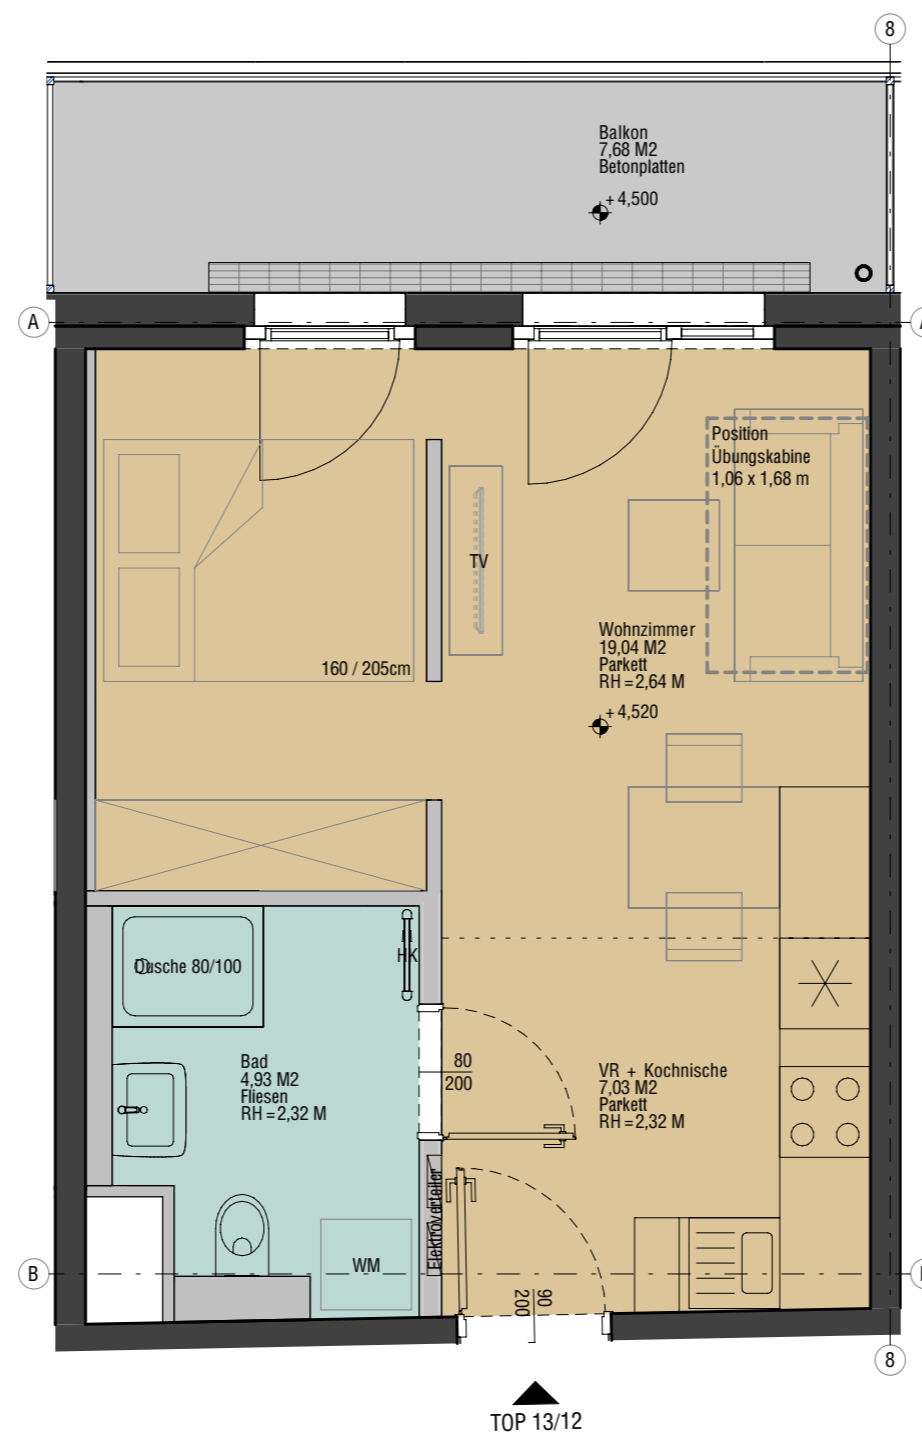 8
Balkon
7,68 M2
Betonplatten
+ 4,500
A
Position
Übungskabine
1,06 x 1,68 m
TV
160 / 205cm
Wohnzimmer
19,04 M2
Parkett
RH = 2,64 M
+ 4,520
Dusche 80/100
HK
Bad
4,93 M2
Fliesen
RH = 2,32 M
80
200
VR + Kochnische
7,03 M2
Parkett
RH = 2,32 M
Elektroverteiler
WM
B
90
200
8
TOP 13/12